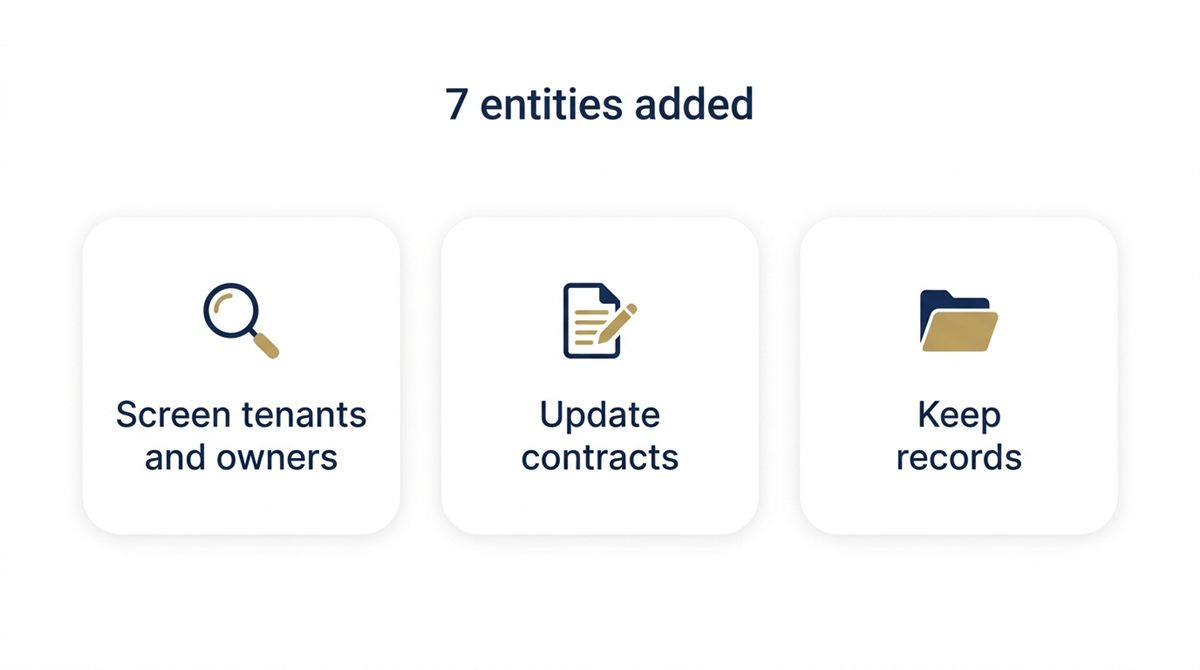 7 entities added
Screen tenants
and owners
Update
contracts
Keep
records